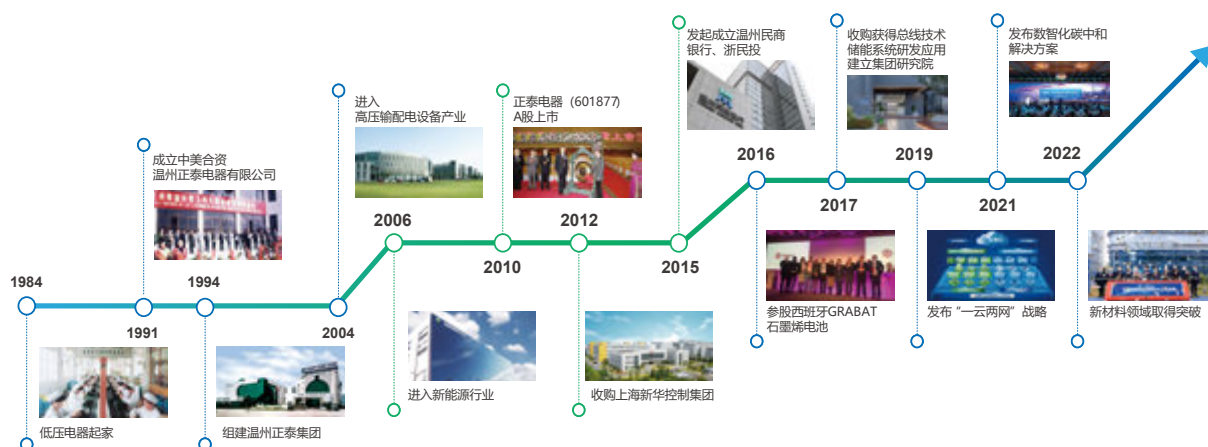 1984
低压电器起家
成立中美合资
温州正泰电器有限公司
1991
1994
组建温州正泰集团
进入
高压输配电设备产业
2004
2006
进入新能源行业
正泰电器 (601877)
A股上市
2010
2012
收购上海新华控制集团
发起成立温州民商
银行、浙民投
2015
2016
参股西班牙GRABAT
石墨烯电池
收购获得总线技术
储能系统研发应用
建立集团研究院
2017
2019
发布“一云两网”战略
发布数智化碳中和
解决方案
2021
2022
新材料领域取得突破